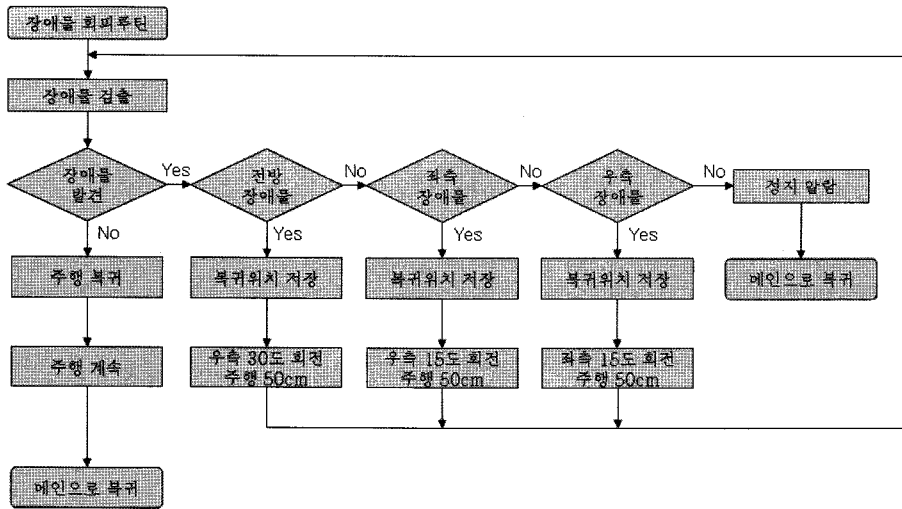 장애물 회피루틴
장애물 검출
장애물
발견
Yes
전방
장애물
No
좌측
장애물
No
우측
장애물
No
정지 알람
No
Yes
Yes
Yes
주행 복귀
복귀위치 저장
복귀위치 저장
복귀위치 저장
메인으로 복귀
주행 계속
우측 30도 회전
주행 50cm
우측 15도 회전
주행 50cm
좌측 15도 회전
주행 50cm
메인으로 복귀